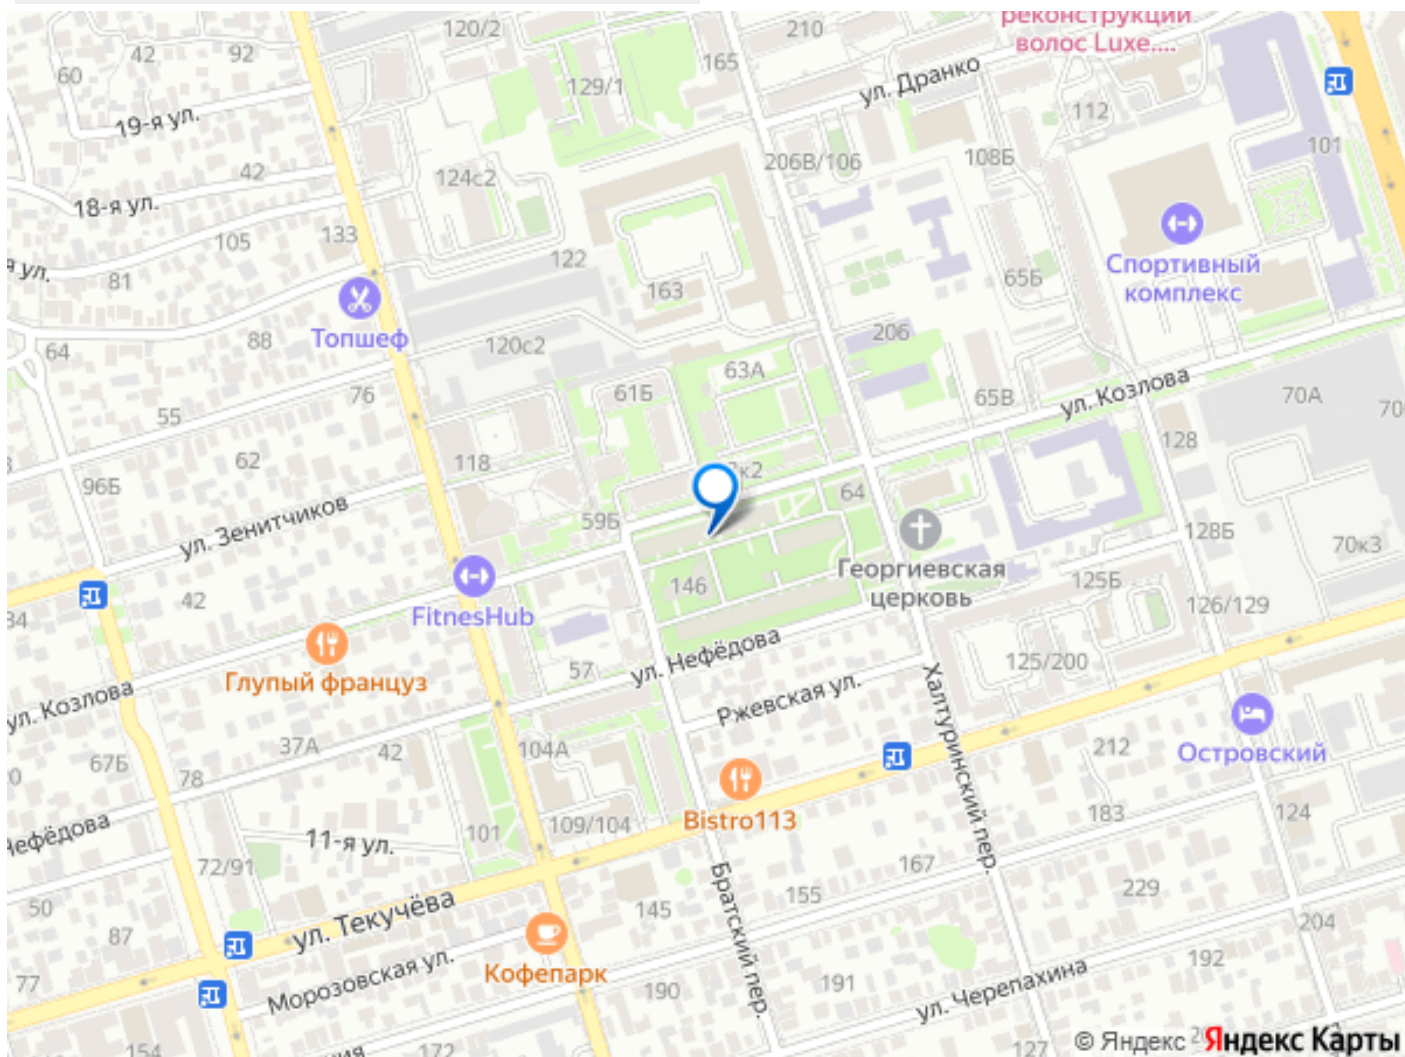 реконструкции
волос Luxe....
120/2
210
42
92
60
165
129/1
ул. Дранко
112
19-я ул.
101
206В/106
108Б
42
124с2
18-я ул.
105
133
122
Спортивный
комплекс
я ул.
81
65Б
163
Топшеф
88
206
64
120с2
63А
61Б
76
65В
ул. Козлова
70А
70
55
128
62
118
96Б
к2
64
ул. Зенитчиков
59Б
128Б
70к3
Георгиевская
церковь
146
125Б
42
34
FitnesHub
126/129
ул. Нефёдова
57
125/200
Глупый француз
ул. Козлова
Ржевская ул.
Халтуринский пер.
37А
42
104А
67Б
212
Островский
78
Bistro113
183
124
Нефёдова
11-я ул.
101
109/104
72/91
167
155
229
Братский пер.
50
145
ул. Текучёва
204
87
Морозовская ул.
Кофепарк
192
77
190
191
ул. Черепахина
154
172
127
© Яндекс
Яндекс Карты